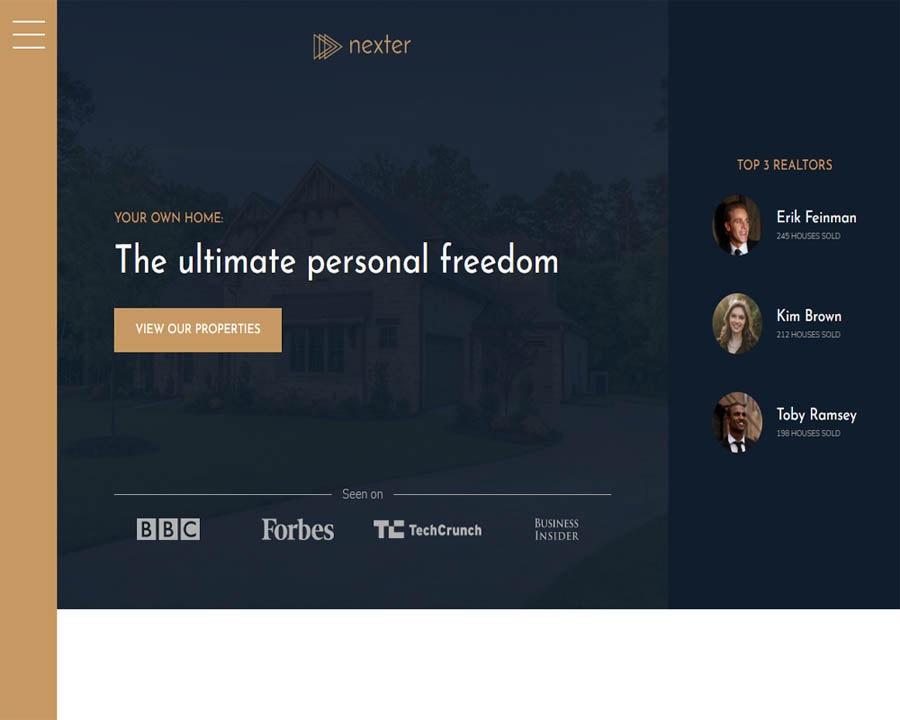 nexter
YOUR OWN HOME:
The ultimate personal freedom
VIEW OUR PROPERTIES
Seen on
BBC
Forbes
TC TechCrunch
BUSINESS
INSIDER
TOP 3 REALTORS
Erik Feinman
245 HOUSES SOLD
Kim Brown
212 HOUSES SOLD
Toby Ramsey
198 HOUSES SOLD